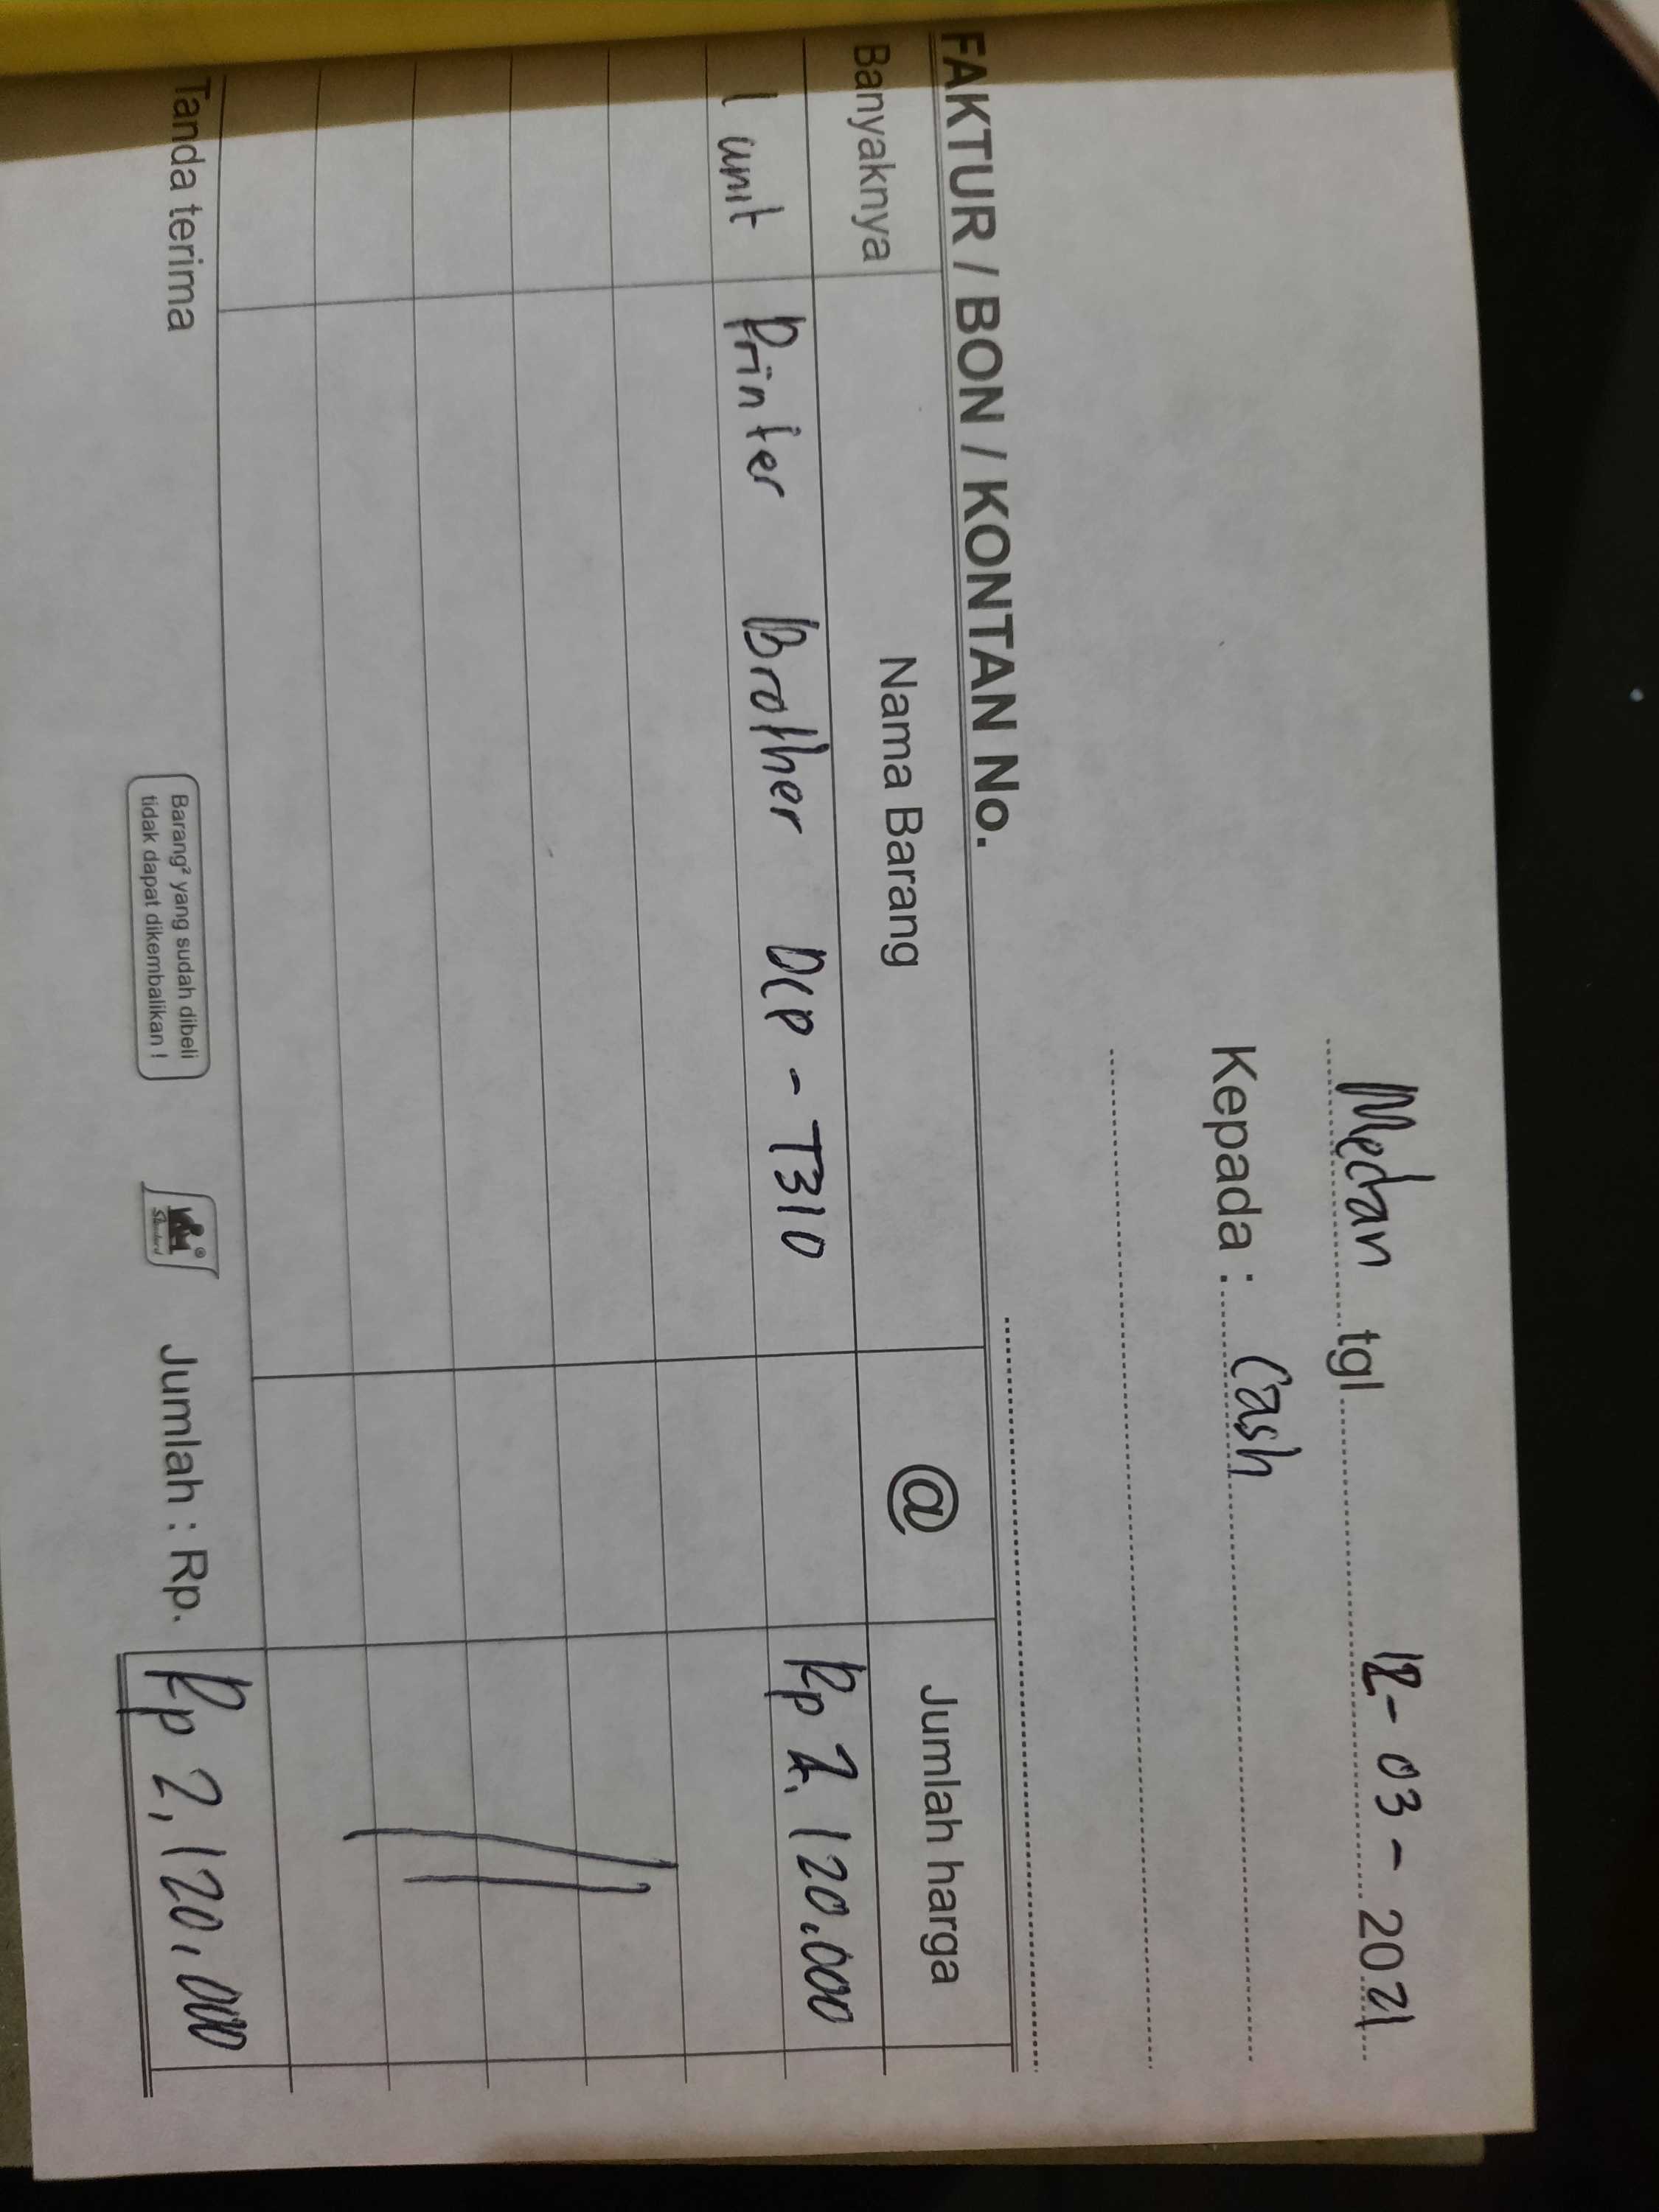 Medan tgl 12-03-2021
Kepada : Cash
FAKTUR / BON / KONTAN No.
Banyaknya Nama Barang @ Jumlah harga
1 unit Printer Brother DCP - T310 Rp 2.120.000
Tanda terima
Barang² yang sudah dibeli
tidak dapat dikembalikan !
Jumlah : Rp. Rp 2,120,000